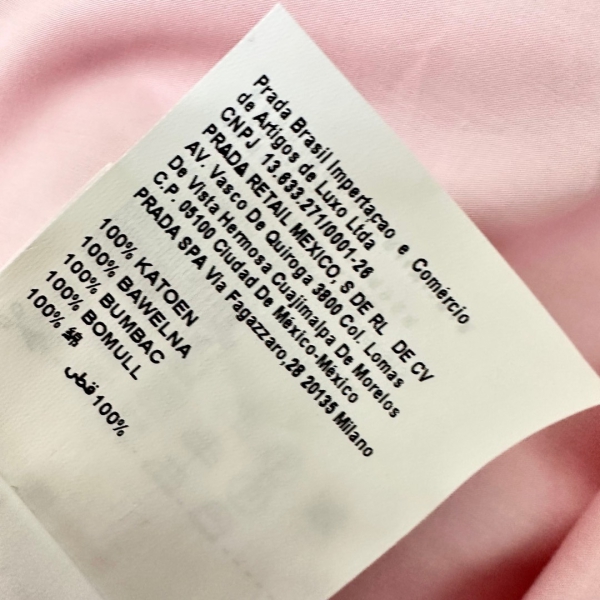 Prada Brasil Impertaçao e Comércio
de Artigos de Luxo Ltda
CNPJ 13.633.271/0001-26
PRADA RETAIL MEXICO, S DE RL DE CV
AV. Vasco De Quiroga 3800 Col. Lomas
De Vista Hermosa Cuajimalpa De Morelos
C.P. 05100 Ciudad De México-México
PRADA SPA Via Fagazzaro,28 20135 Milano
100% KATOEN
100% BAWELNA
100% BUMBAC
100% BOMULL
100% 綿
100% قطن